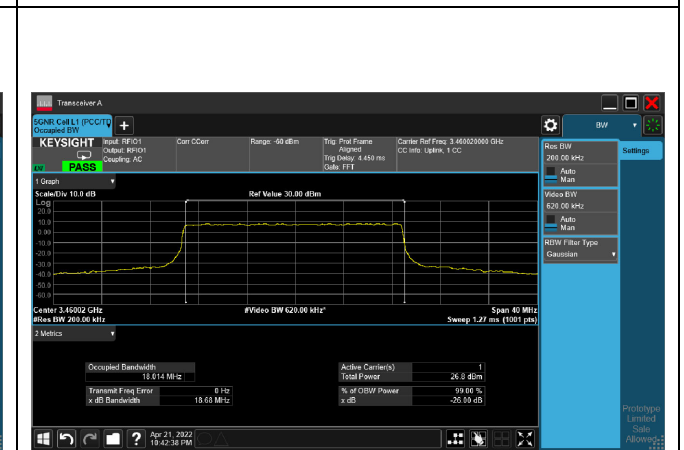 Transceiver A
5GNR Cell L1 (PCC/TD
Occupied BW
+
BW
KEYSIGHT
PASS
Input: RFIO1
Output: RFIO1
Coupling: AC
Corr CCorr
Range: -60 dBm
Trig: Prot Frame
Aligned
Trig Delay: 4.450 ms
Gate: FFT
Carrier Ref Freq: 3.460020000 GHz
CC Info: Uplink, 1 CC
Res BW
200.00 kHz
Auto
Man
Settings
Video BW
620.00 kHz
Auto
Man
RBW Filter Type
Gaussian
1 Graph
Scale/Div 10.0 dB
Ref Value 30.00 dBm
Log
20.0
10.0
0.00
-10.0
-20.0
-30.0
-40.0
-50.0
-60.0
Center 3.46002 GHz
#Video BW 620.00 kHz*
Span 40 MHz
#Res BW 200.00 kHz
Sweep 1.27 ms (1001 pts)
2 Metrics
Occupied Bandwidth
18.014 MHz
Active Carrier(s) 1
Total Power 26.8 dBm
Transmit Freq Error 0 Hz
x dB Bandwidth 18.68 MHz
% of OBW Power 99.00 %
x dB -26.00 dB
Prototype
Limited
Sale
Allowed
?
Apr 21, 2022
10:42:38 PM